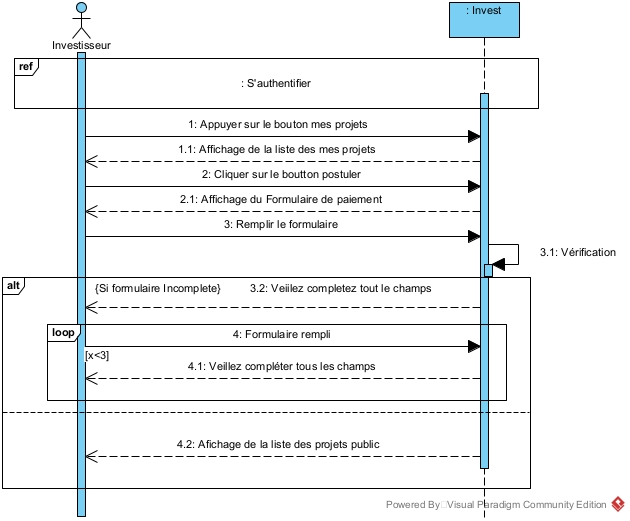 : Invest
Investisseur
ref
: S'authentifier
1: Appuyer sur le bouton mes projets
1.1: Affichage de la liste des mes projets
2: Cliquer sur le boutton postuler
2.1: Affichage du Formulaire de paiement
3: Remplir le formulaire
3.1: Vérification
alt
{Si formulaire Incomplete} 3.2: Veiilez completez tout le champs
loop
4: Formulaire rempli
[x<3]
4.1: Veillez compléter tous les champs
4.2: Afichage de la liste des projets public
Powered By Visual Paradigm Community Edition